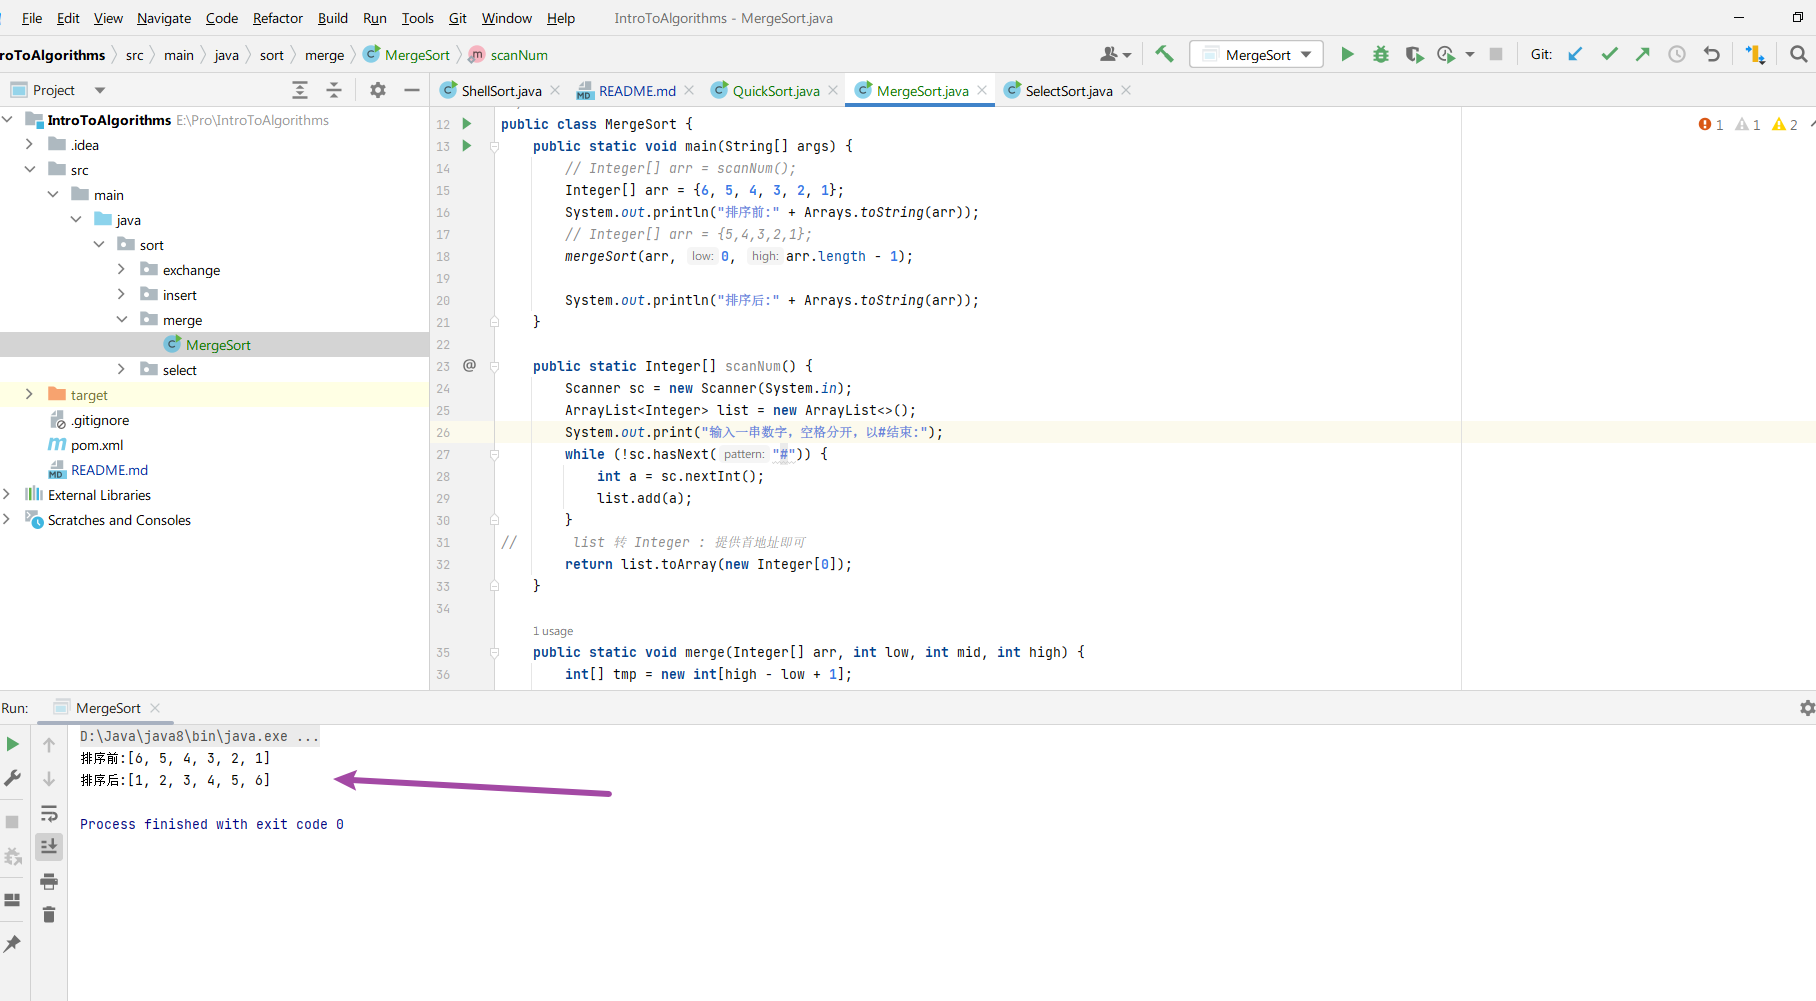 File Edit View Navigate Code Refactor Build Run Tools Git Window Help IntroToAlgorithms - MergeSort.java
roToAlgorithms src main java sort merge MergeSort scanNum MergeSort Git:
Project
ShellSort.java README.md QuickSort.java MergeSort.java SelectSort.java
IntroToAlgorithms E:\Pro\IntroToAlgorithms
.idea
src
main
java
sort
exchange
insert
merge
MergeSort
select
target
.gitignore
pom.xml
README.md
External Libraries
Scratches and Consoles
1 1 2
12 public class MergeSort {
13 public static void main(String[] args) {
14 // Integer[] arr = scanNum();
15 Integer[] arr = {6, 5, 4, 3, 2, 1};
16 System.out.println("排序前:" + Arrays.toString(arr));
17 // Integer[] arr = {5,4,3,2,1};
18 mergeSort(arr, low: 0, high: arr.length - 1);
19
20 System.out.println("排序后:" + Arrays.toString(arr));
21 }
22
23 @ public static Integer[] scanNum() {
24 Scanner sc = new Scanner(System.in);
25 ArrayList<Integer> list = new ArrayList<>();
26 System.out.print("输入一串数字，空格分开，以#结束:");
27 while (!sc.hasNext( pattern: "#")) {
28 int a = sc.nextInt();
29 list.add(a);
30 }
31 // list 转 Integer : 提供首地址即可
32 return list.toArray(new Integer[0]);
33 }
34
1 usage
35 public static void merge(Integer[] arr, int low, int mid, int high) {
36 int[] tmp = new int[high - low + 1];
Run: MergeSort
D:\Java\java8\bin\java.exe ...
排序前:[6, 5, 4, 3, 2, 1]
排序后:[1, 2, 3, 4, 5, 6]
Process finished with exit code 0